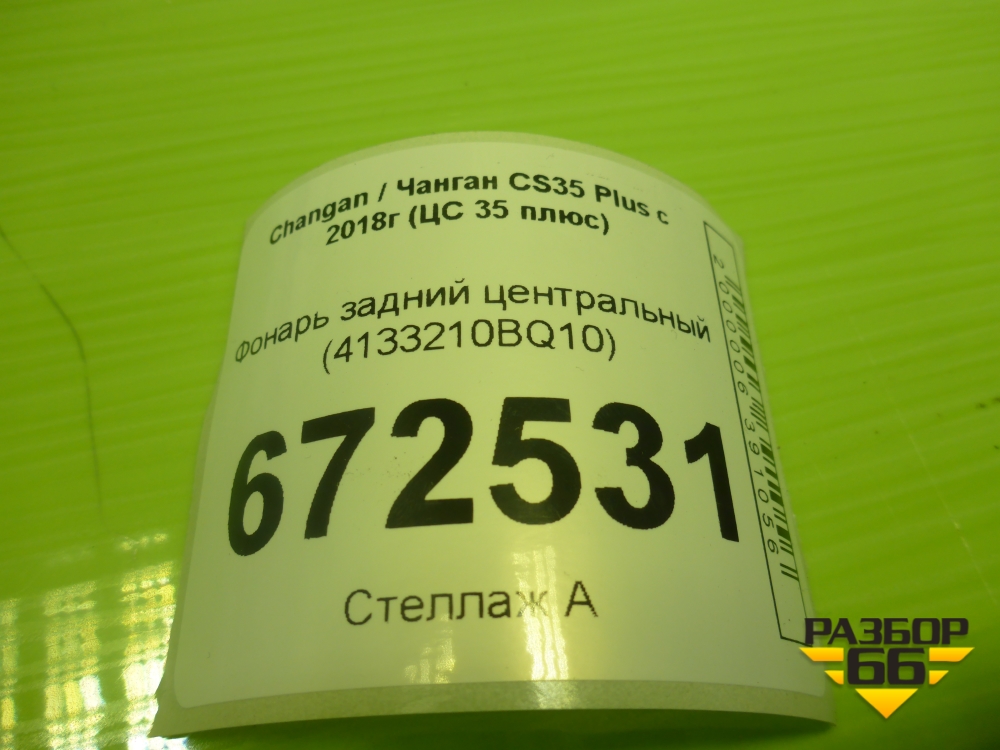 Changan / Чанган CS35 Plus с
2018г (ЦС 35 плюс)
Фонарь задний центральный
(4133210BQ10)
672531
Стеллаж А
2000006391056
РАЗБОР
66